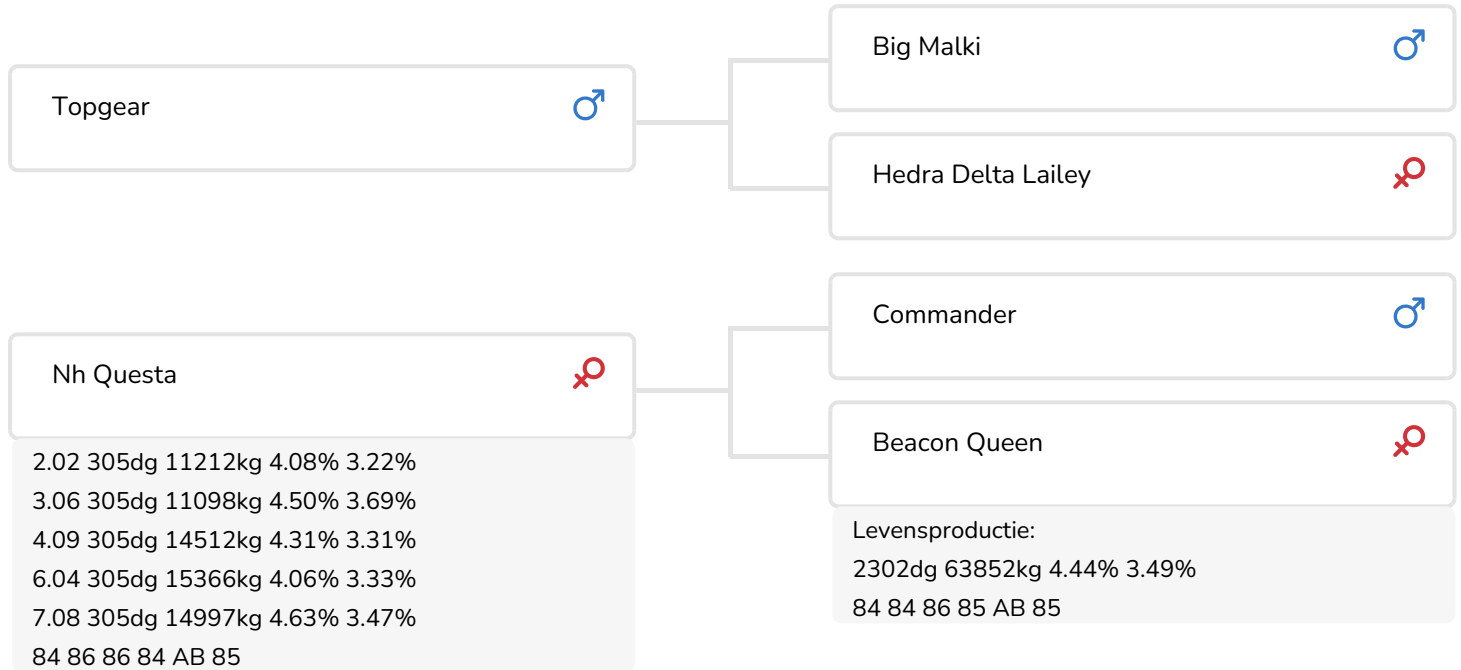 Topgear
Nh Questa
2.02 305dg 11212kg 4.08% 3.22%
3.06 305dg 11098kg 4.50% 3.69%
4.09 305dg 14512kg 4.31% 3.31%
6.04 305dg 15366kg 4.06% 3.33%
7.08 305dg 14997kg 4.63% 3.47%
84 86 86 84 AB 85
Big Malki
Hedra Delta Lailey
Commander
Beacon Queen
Levensproductie:
2302dg 63852kg 4.44% 3.49%
84 84 86 85 AB 85